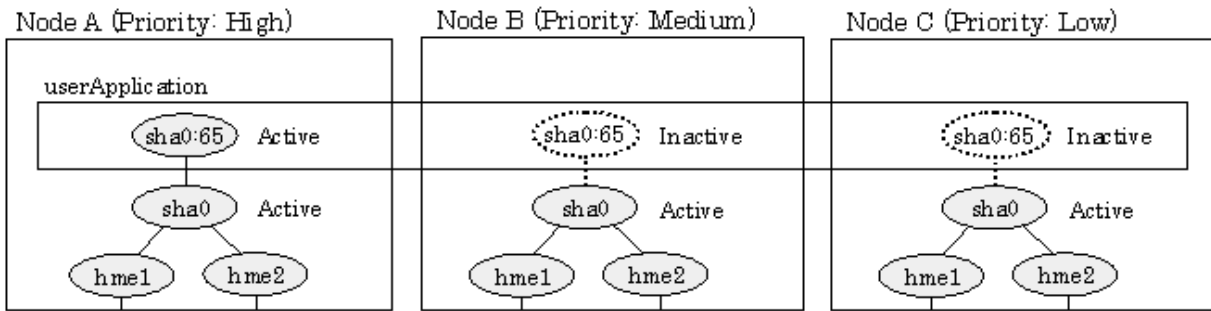 Node A (Priority: High)
Node B (Priority: Medium)
Node C (Priority: Low)
userApplication
sha0:65 Active
sha0:65 Inactive
sha0:65 Inactive
sha0 Active
sha0 Active
sha0 Active
hme1 hme2
hme1 hme2
hme1 hme2